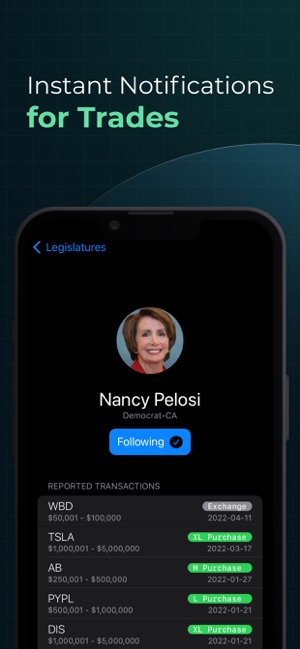 Instant Notifications
for Trades
Legislatures
Nancy Pelosi
Democrat•CA
Following
REPORTED TRANSACTIONS
WBD Exchange
$50,001 - $100,000 2022-04-11
TSLA XL Purchase
$1,000,001 - $5,000,000 2022-03-17
AB M Purchase
$250,001 - $500,000 2022-01-27
PYPL L Purchase
$500,001 - $1,000,000 2022-01-21
DIS XL Purchase
$1,000,001 - $5,000,000 2022-01-21